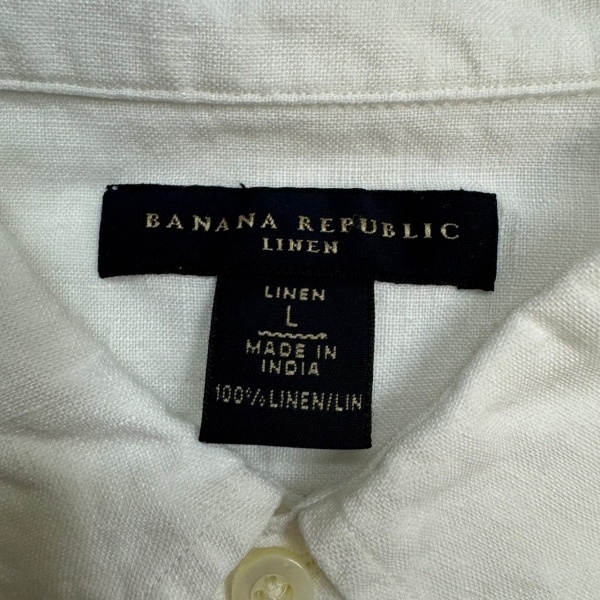 BANANA REPUBLIC
LINEN
LINEN
L
MADE IN
INDIA
100% LINEN/LIN